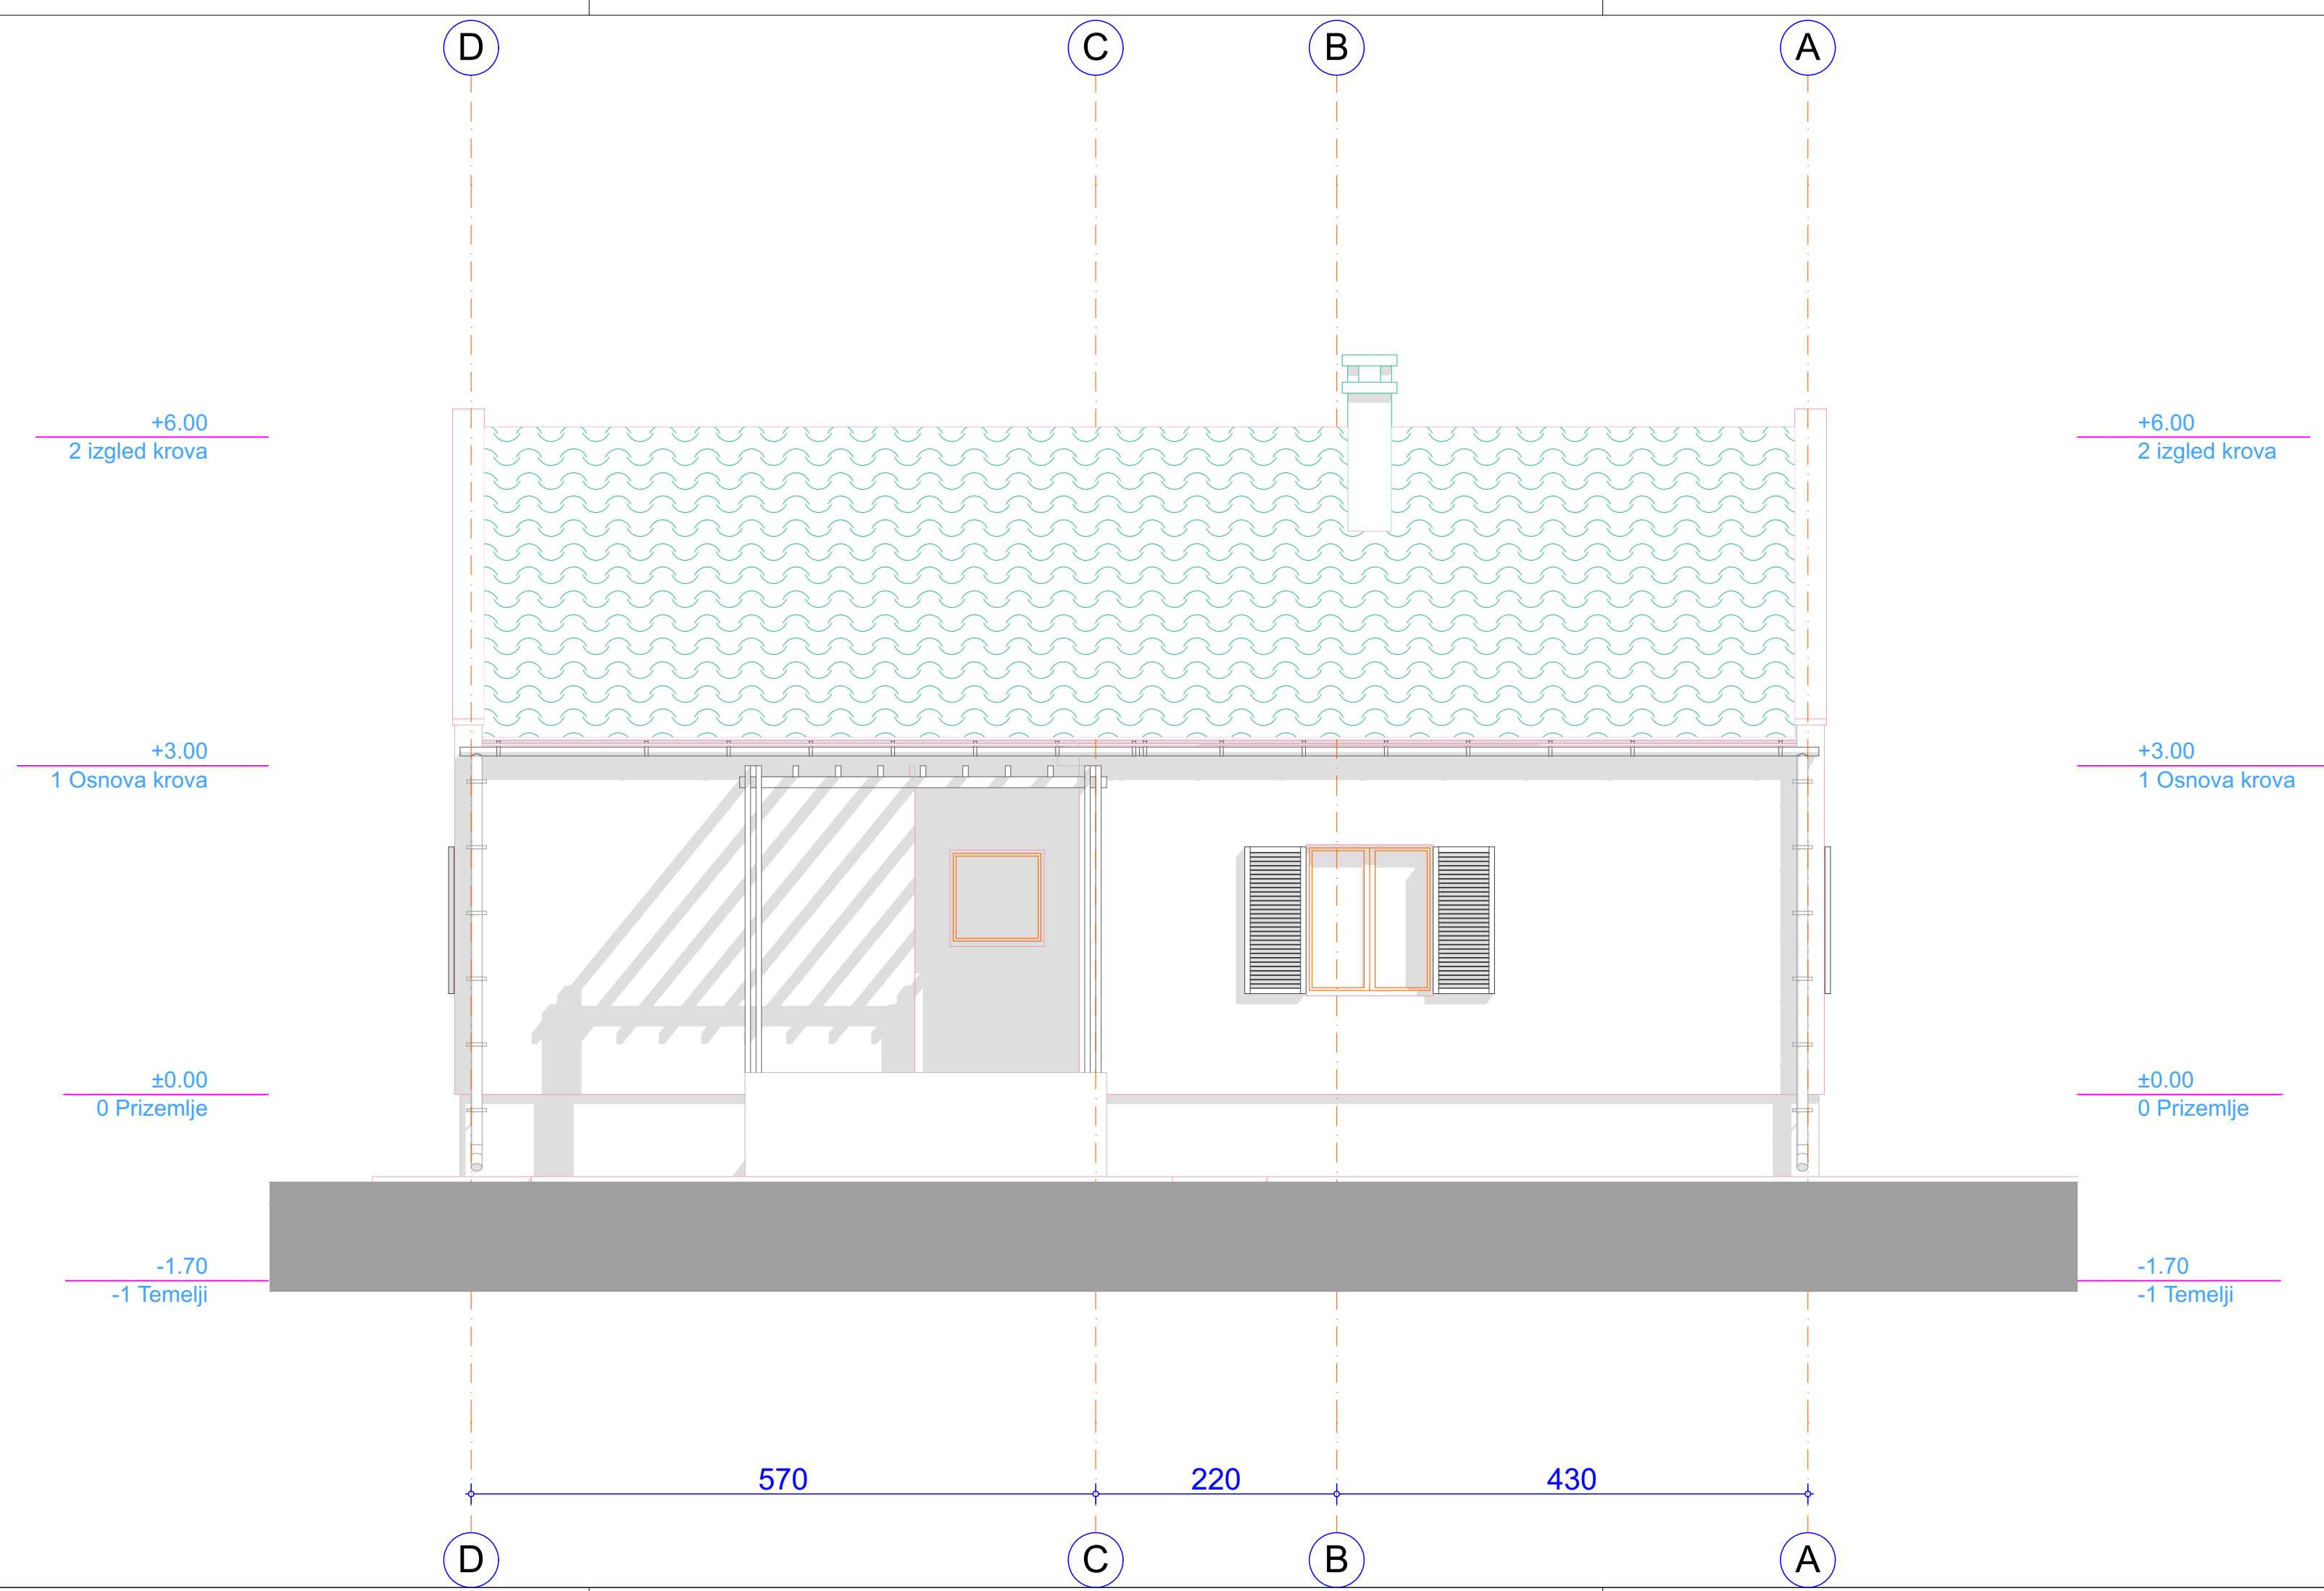 D C B A
+6.00 +6.00
2 izgled krova 2 izgled krova
+3.00 +3.00
1 Osnova krova 1 Osnova krova
±0.00 ±0.00
0 Prizemlje 0 Prizemlje
-1.70 -1.70
-1 Temelji -1 Temelji
570 220 430
D C B A